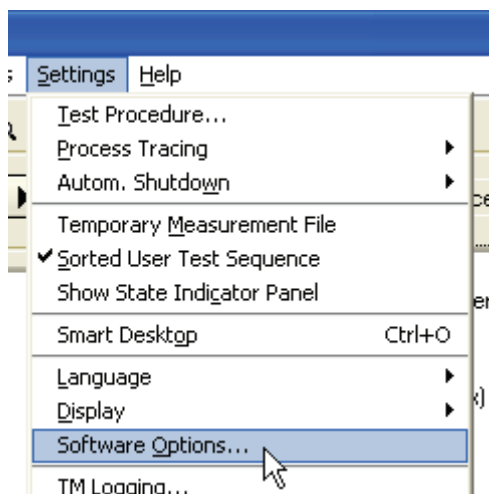 Settings Help
Test Procedure...
Process Tracing
Autom. Shutdown
Temporary Measurement File
Sorted User Test Sequence
Show State Indicator Panel
Smart Desktop Ctrl+O
Language
Display
Software Options...
TM Logging...